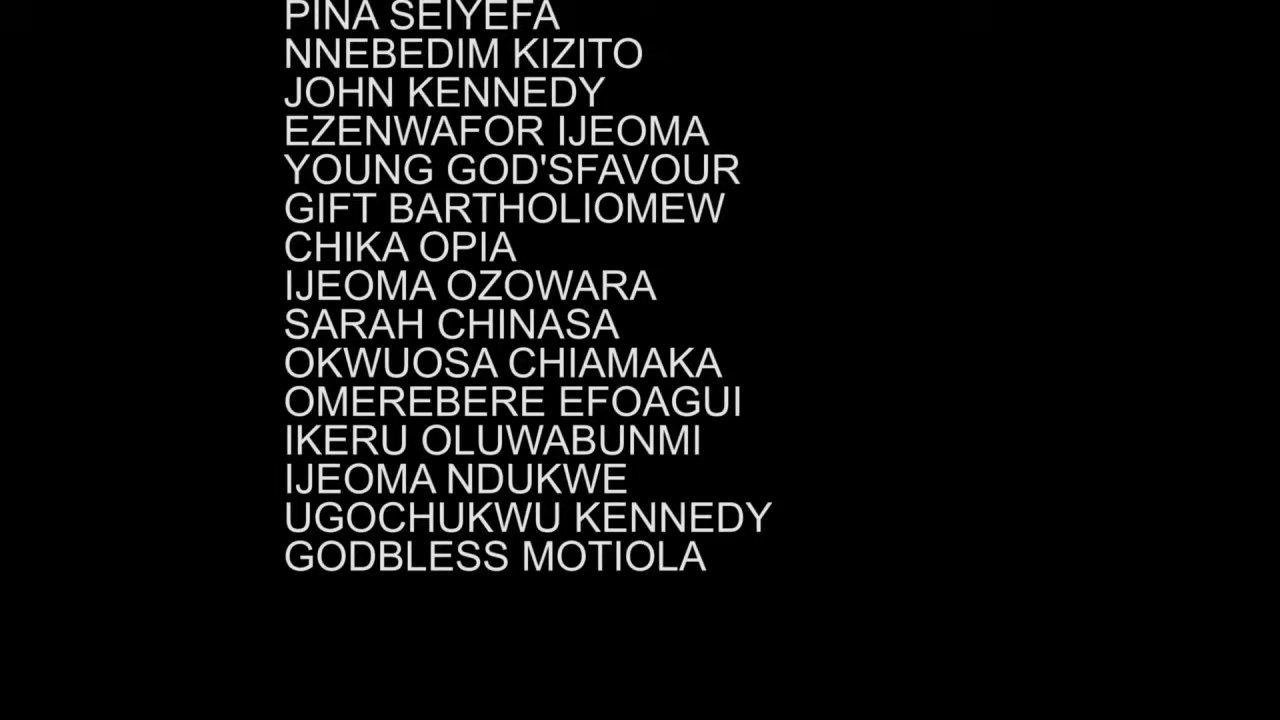 PINA SEIYEFA
NNEBEDIM KIZITO
JOHN KENNEDY
EZENWAFOR IJEOMA
YOUNG GOD'SFAVOUR
GIFT BARTHOLIOMEW
CHIKA OPIA
IJEOMA OZOWARA
SARAH CHINASA
OKWUOSA CHIAMAKA
OMEREBERE EFOAGUI
IKERU OLUWABUNMI
IJEOMA NDUKWE
UGOCHUKWU KENNEDY
GODBLESS MOTIOLA